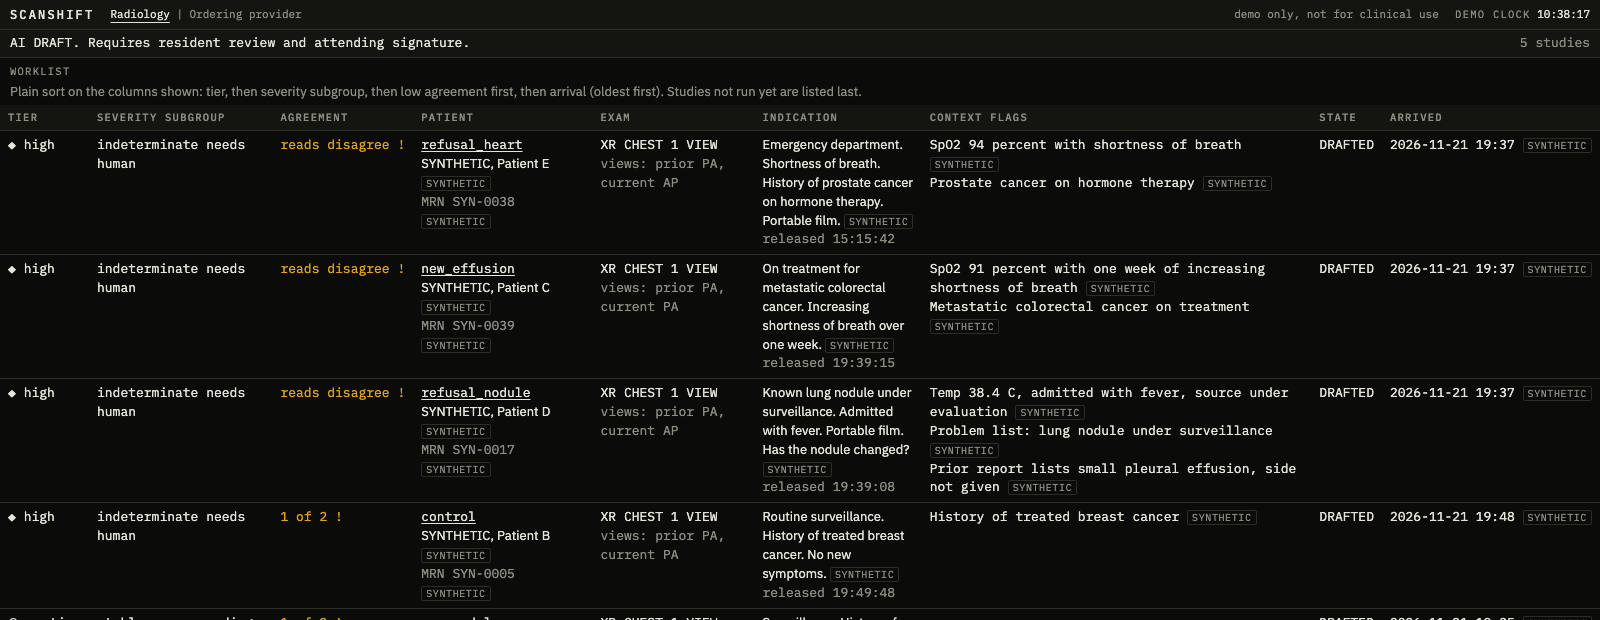 SCANSHIFT Radiology | Ordering provider demo only, not for clinical use DEMO CLOCK 10:38:17
AI DRAFT. Requires resident review and attending signature. 5 studies
WORKLIST
Plain sort on the columns shown: tier, then severity subgroup, then low agreement first, then arrival (oldest first). Studies not run yet are listed last.
TIER SEVERITY SUBGROUP AGREEMENT PATIENT EXAM INDICATION CONTEXT FLAGS STATE ARRIVED
◆ high indeterminate needs reads disagree ! refusal_heart XR CHEST 1 VIEW Emergency department. SpO2 94 percent with shortness of breath DRAFTED 2026-11-21 19:37 SYNTHETIC
human SYNTHETIC, Patient E views: prior PA, Shortness of breath. SYNTHETIC
SYNTHETIC current AP History of prostate cancer Prostate cancer on hormone therapy SYNTHETIC
MRN SYN-0038 on hormone therapy.
SYNTHETIC Portable film. SYNTHETIC
released 15:15:42
◆ high indeterminate needs reads disagree ! new_effusion XR CHEST 1 VIEW On treatment for SpO2 91 percent with one week of increasing DRAFTED 2026-11-21 19:37 SYNTHETIC
human SYNTHETIC, Patient C views: prior PA, metastatic colorectal shortness of breath SYNTHETIC
SYNTHETIC current PA cancer. Increasing Metastatic colorectal cancer on treatment
MRN SYN-0039 shortness of breath over SYNTHETIC
SYNTHETIC one week. SYNTHETIC
released 19:39:15
◆ high indeterminate needs reads disagree ! refusal_nodule XR CHEST 1 VIEW Known lung nodule under Temp 38.4 C, admitted with fever, source under DRAFTED 2026-11-21 19:37 SYNTHETIC
human SYNTHETIC, Patient D views: prior PA, surveillance. Admitted evaluation SYNTHETIC
SYNTHETIC current AP with fever. Portable film. Problem list: lung nodule under surveillance
MRN SYN-0017 Has the nodule changed? SYNTHETIC
SYNTHETIC SYNTHETIC Prior report lists small pleural effusion, side
released 19:39:08 not given SYNTHETIC
◆ high indeterminate needs 1 of 2 ! control XR CHEST 1 VIEW Routine surveillance. History of treated breast cancer SYNTHETIC DRAFTED 2026-11-21 19:48 SYNTHETIC
human SYNTHETIC, Patient B views: prior PA, History of treated breast
SYNTHETIC current PA cancer. No new
MRN SYN-0005 symptoms. SYNTHETIC
SYNTHETIC released 19:49:48